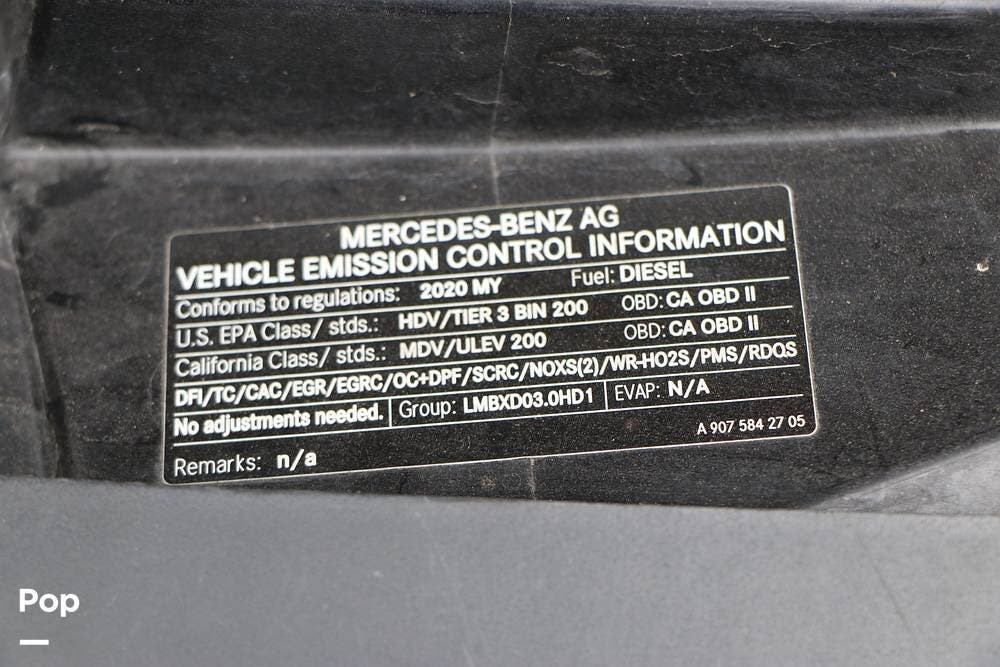 MERCEDES-BENZ AG
VEHICLE EMISSION CONTROL INFORMATION
Conforms to regulations: 2020 MY Fuel: DIESEL
U.S. EPA Class/ stds.: HDV/TIER 3 BIN 200 OBD: CA OBD II
California Class/ stds.: MDV/ULEV 200 OBD: CA OBD II
DFI/TC/CAC/EGR/EGRC/OC+DPF/SCRC/NOXS(2)/WR-HO2S/PMS/RDQS
No adjustments needed. Group: LMBXD03.0HD1 EVAP: N/A
A 907 584 27 05
Remarks: n/a
Pop